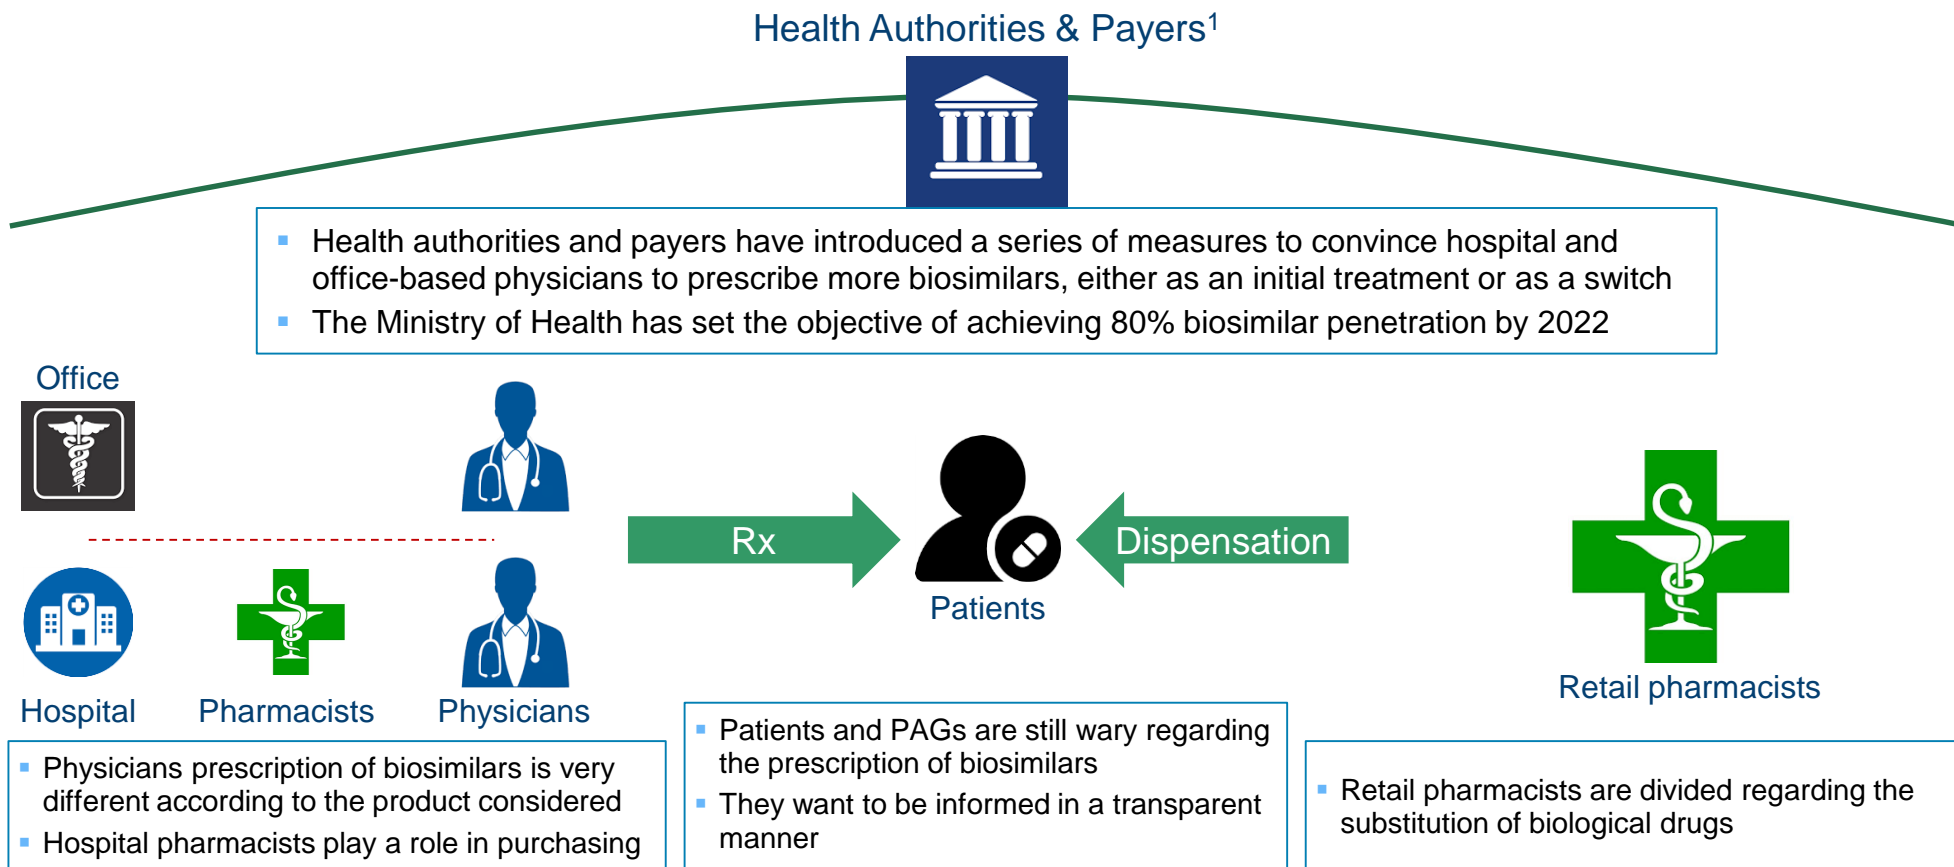 Health Authorities & Payers¹
▪ Health authorities and payers have introduced a series of measures to convince hospital and
office-based physicians to prescribe more biosimilars, either as an initial treatment or as a switch
▪ The Ministry of Health has set the objective of achieving 80% biosimilar penetration by 2022
Office
Rx
Dispensation
Patients
Hospital
Pharmacists
Physicians
Retail pharmacists
▪ Physicians prescription of biosimilars is very
different according to the product considered
▪ Hospital pharmacists play a role in purchasing
▪ Patients and PAGs are still wary regarding
the prescription of biosimilars
▪ They want to be informed in a transparent
manner
▪ Retail pharmacists are divided regarding the
substitution of biological drugs